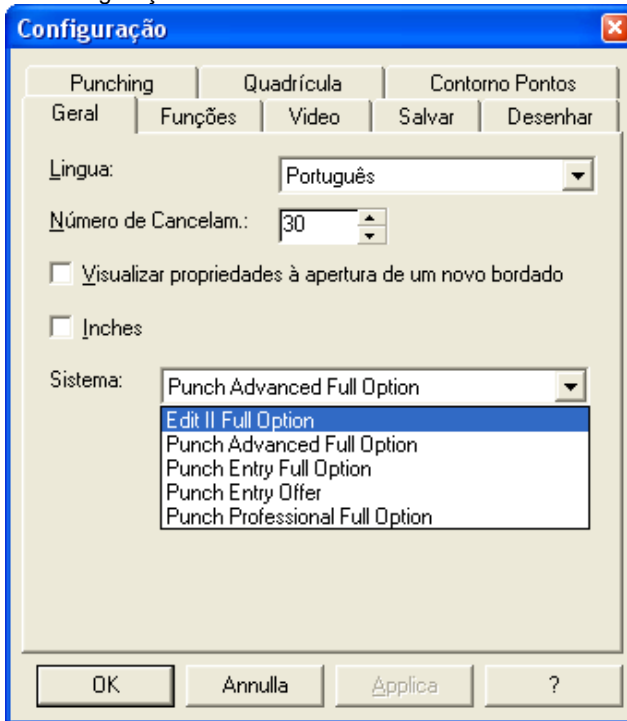 Configuração
Punching Quadrícula Contorno Pontos
Geral Funções Video Salvar Desenhar
Lingua: Português
Número de Cancelam.: 30
Visualizar propriedades à apertura de um novo bordado
Inches
Sistema: Punch Advanced Full Option
Edit II Full Option
Punch Advanced Full Option
Punch Entry Full Option
Punch Entry Offer
Punch Professional Full Option
OK Annulla Applica ?